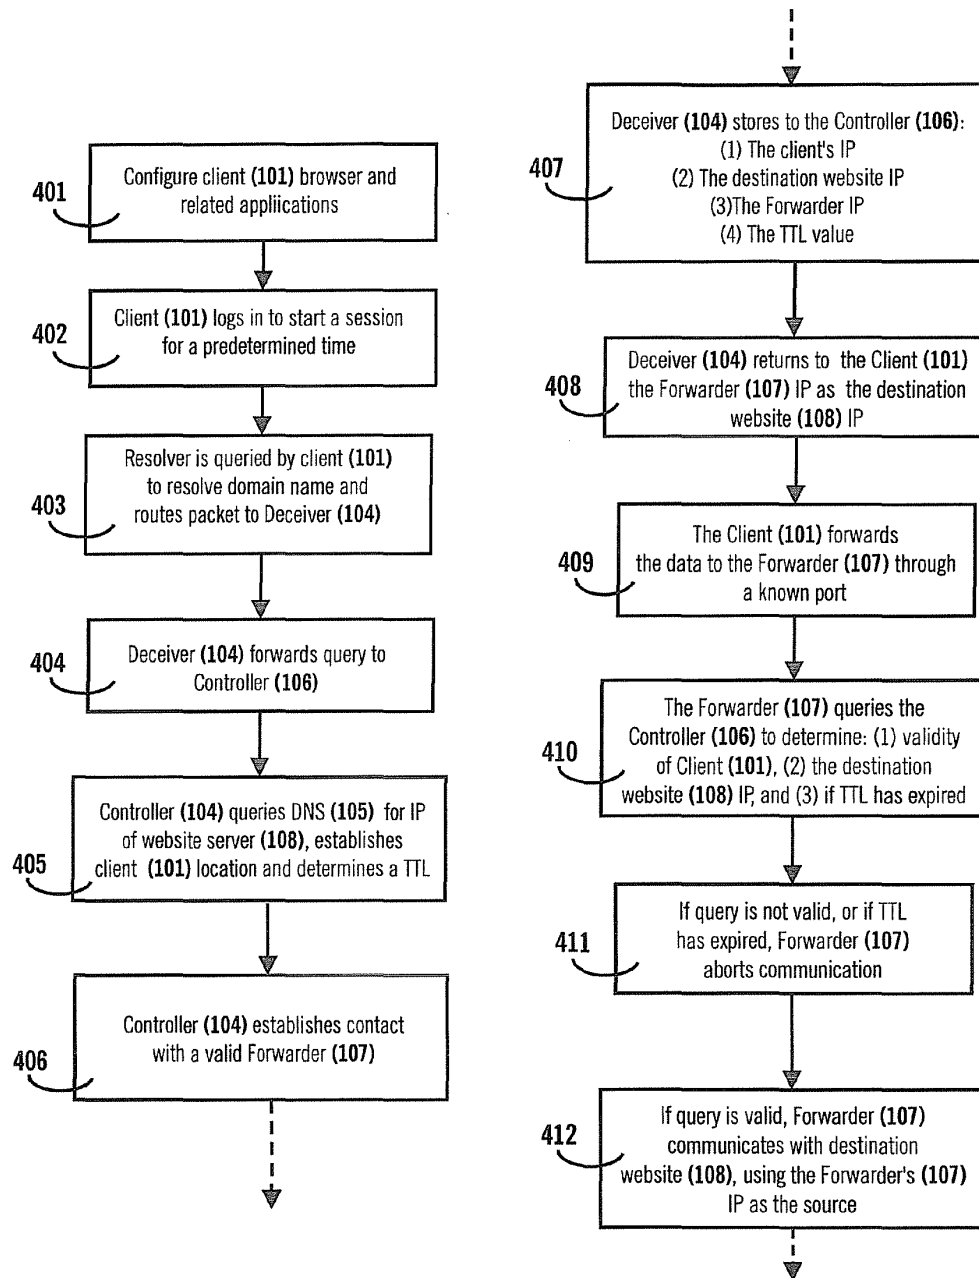 401
Configure client (101) browser and
related appliications
402
Client (101) logs in to start a session
for a predetermined time
403
Resolver is queried by client (101)
to resolve domain name and
routes packet to Deceiver (104)
404
Deceiver (104) forwards query to
Controller (106)
405
Controller (104) queries DNS (105) for IP
of website server (108), establishes
client (101) location and determines a TTL
406
Controller (104) establishes contact
with a valid Forwarder (107)
407
Deceiver (104) stores to the Controller (106):
(1) The client's IP
(2) The destination website IP
(3)The Forwarder IP
(4) The TTL value
408
Deceiver (104) returns to the Client (101)
the Forwarder (107) IP as the destination
website (108) IP
409
The Client (101) forwards
the data to the Forwarder (107) through
a known port
410
The Forwarder (107) queries the
Controller (106) to determine: (1) validity
of Client (101), (2) the destination
website (108) IP, and (3) if TTL has expired
411
If query is not valid, or if TTL
has expired, Forwarder (107)
aborts communication
412
If query is valid, Forwarder (107)
communicates with destination
website (108), using the Forwarder's (107)
IP as the source